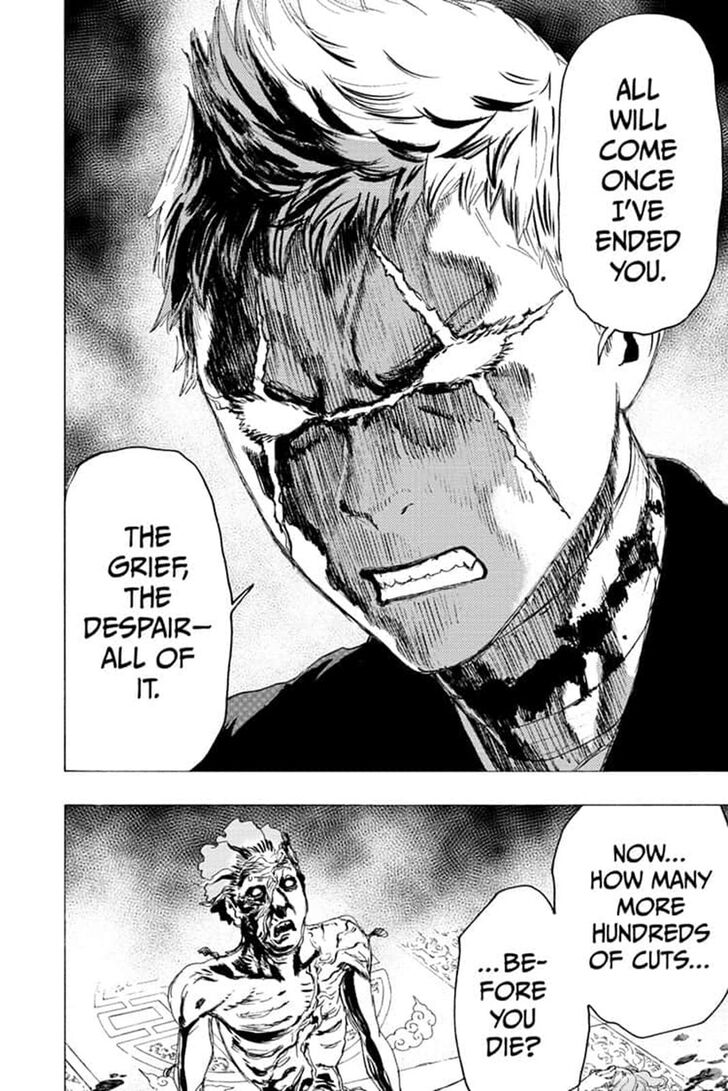 ALL
WILL
COME
ONCE
I'VE
ENDED
YOU.
THE
GRIEF,
THE
DESPAIR—
ALL OF
IT.
NOW...
HOW MANY
MORE
HUNDREDS
OF CUTS...
...BE-
FORE
YOU
DIE?